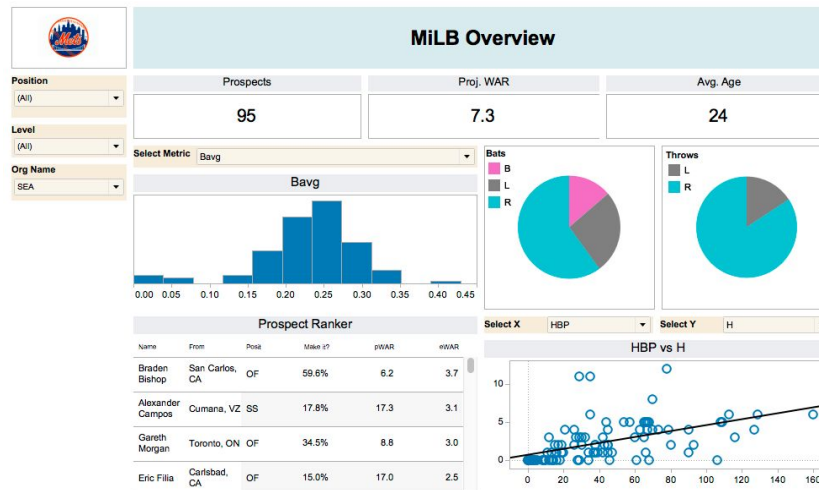 Mets
MiLB Overview
Position
(All)
Level
(All)
Org Name
SEA
Prospects
Proj. WAR
Avg. Age
95
7.3
24
Select Metric
Bavg
Bavg
0.00 0.05 0.10 0.15 0.20 0.25 0.30 0.35 0.40 0.45
Bats
B
L
R
Throws
L
R
Prospect Ranker
Name From Posit Make it? pWAR eWAR
Braden Bishop San Carlos, CA OF 59.6% 6.2 3.7
Alexander Campos Cumana, VZ SS 17.8% 17.3 3.1
Gareth Morgan Toronto, ON OF 34.5% 8.8 3.0
Eric Filia Carlsbad, CA OF 15.0% 17.0 2.5
Select X HBP
Select Y H
HBP vs H
10
5
0
0 20 40 60 80 100 120 140 160